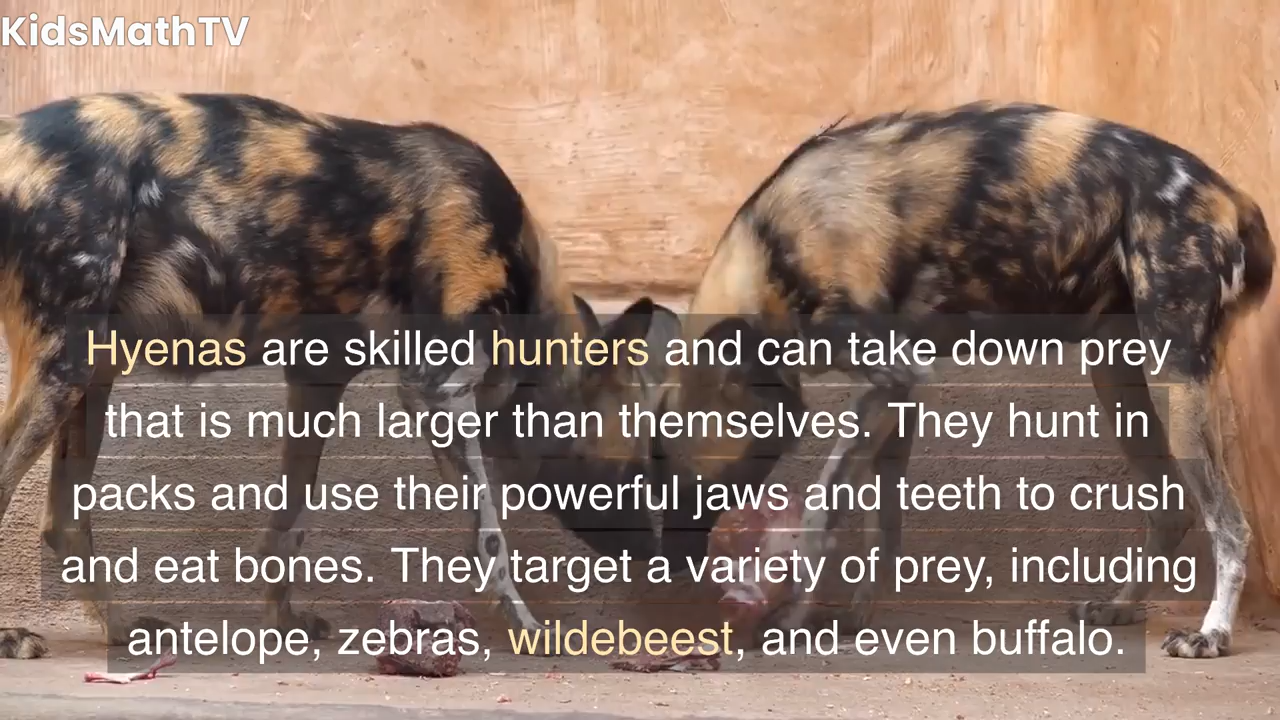 KidsMathTV
Hyenas are skilled hunters and can take down prey
that is much larger than themselves. They hunt in
packs and use their powerful jaws and teeth to crush
and eat bones. They target a variety of prey, including
antelope, zebras, wildebeest, and even buffalo.